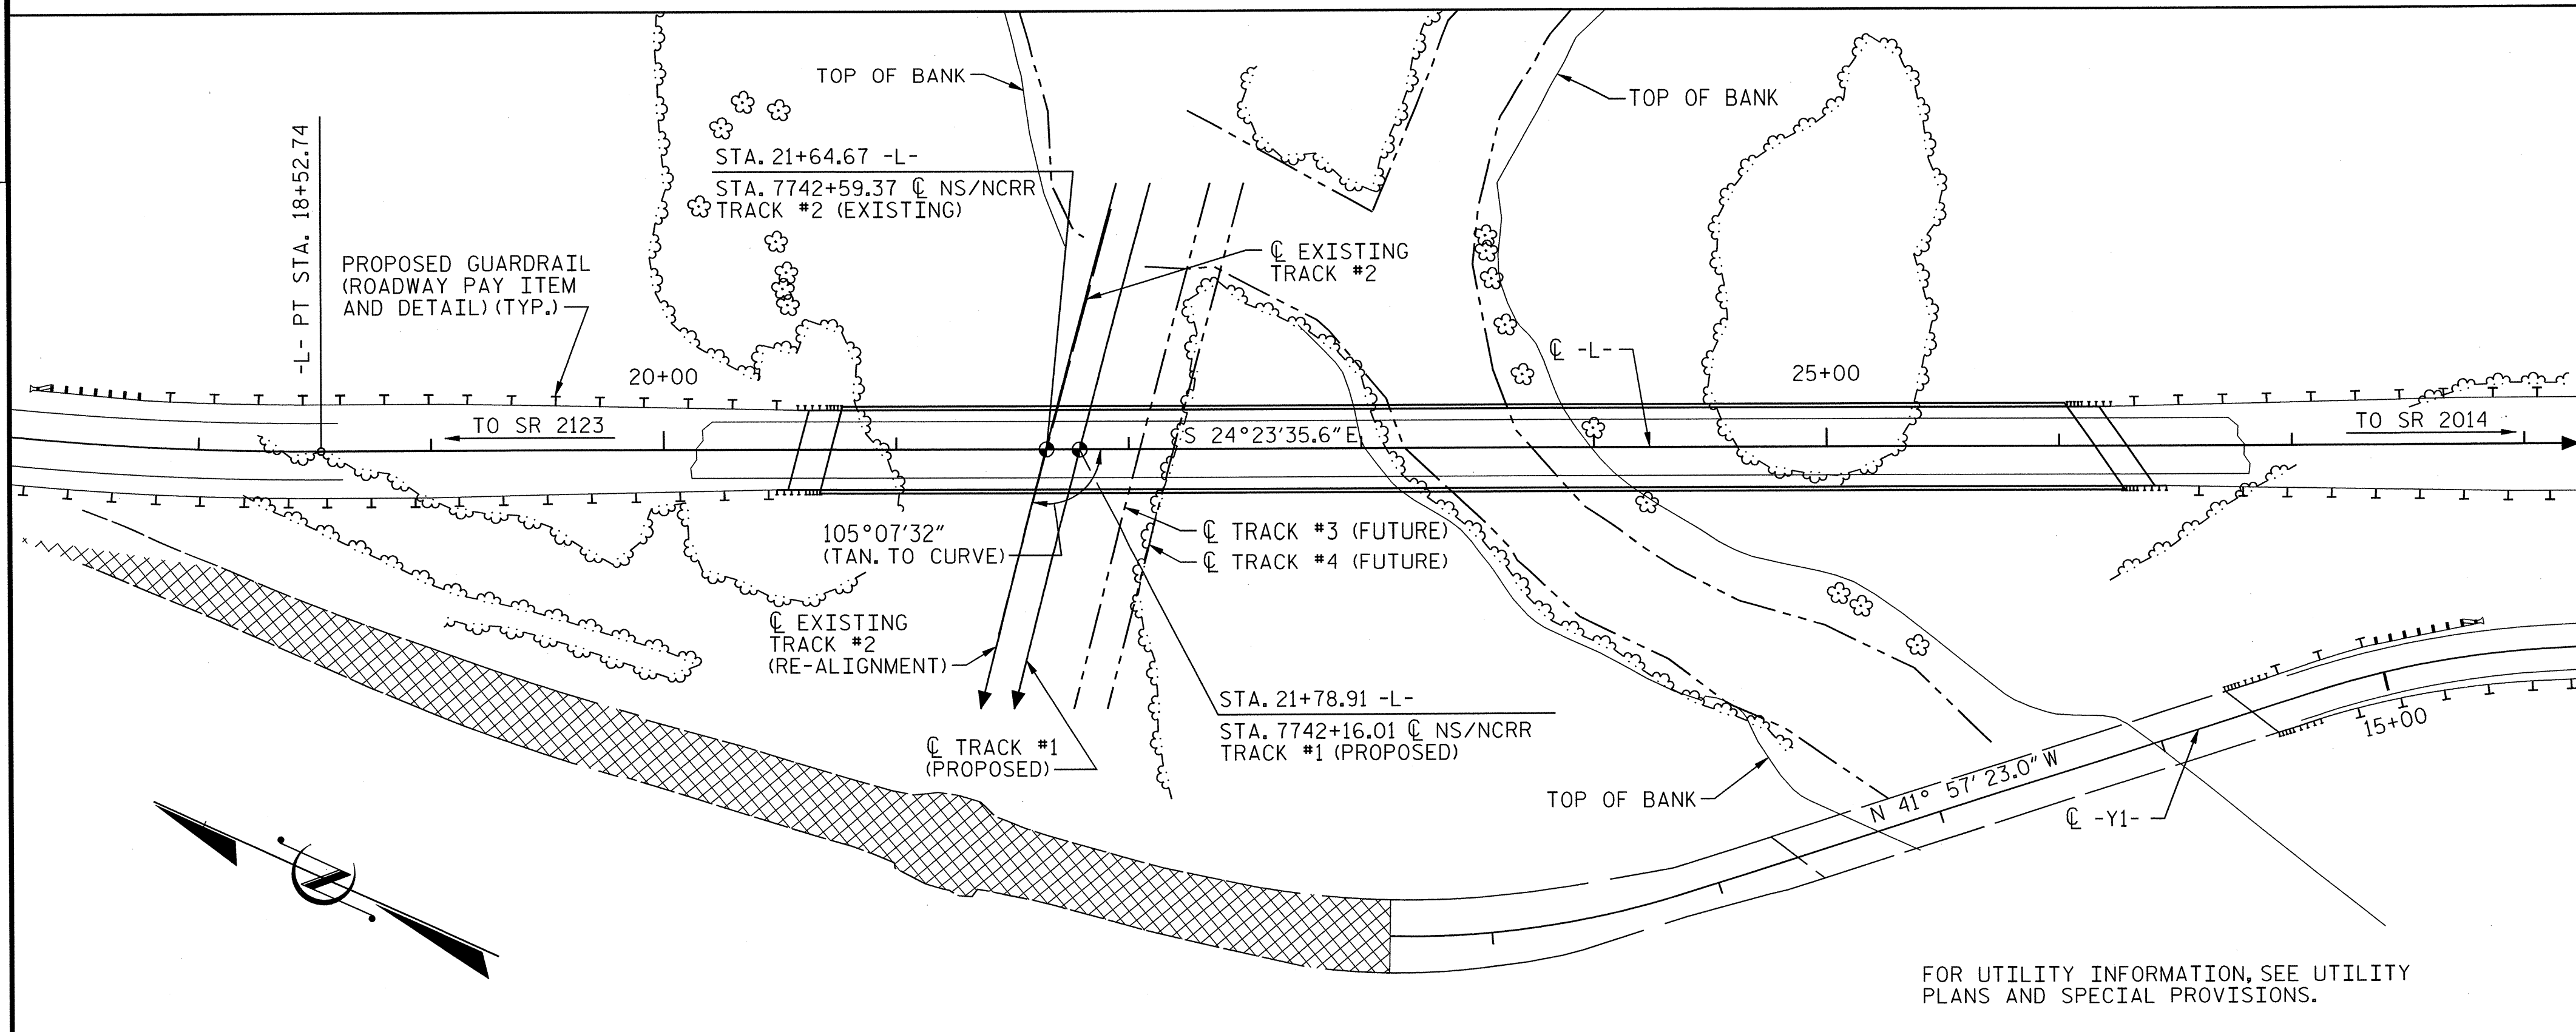 TOP OF BANK
TOP OF BANK
-L- PT STA. 18+52.74
STA. 21+64.67 -L-
STA. 7742+59.37 ℄ NS/NCRR
TRACK #2 (EXISTING)
PROPOSED GUARDRAIL
(ROADWAY PAY ITEM
AND DETAIL) (TYP.)
℄ EXISTING
TRACK #2
℄ -L-
20+00
25+00
TO SR 2123
S 24°23'35.6" E
TO SR 2014
105°07'32"
(TAN. TO CURVE)
℄ TRACK #3 (FUTURE)
℄ TRACK #4 (FUTURE)
℄ EXISTING
TRACK #2
(RE-ALIGNMENT)
STA. 21+78.91 -L-
STA. 7742+16.01 ℄ NS/NCRR
TRACK #1 (PROPOSED)
℄ TRACK #1
(PROPOSED)
15+00
TOP OF BANK
N 41° 57' 23.0" W
℄ -Y1-
N
FOR UTILITY INFORMATION, SEE UTILITY
PLANS AND SPECIAL PROVISIONS.